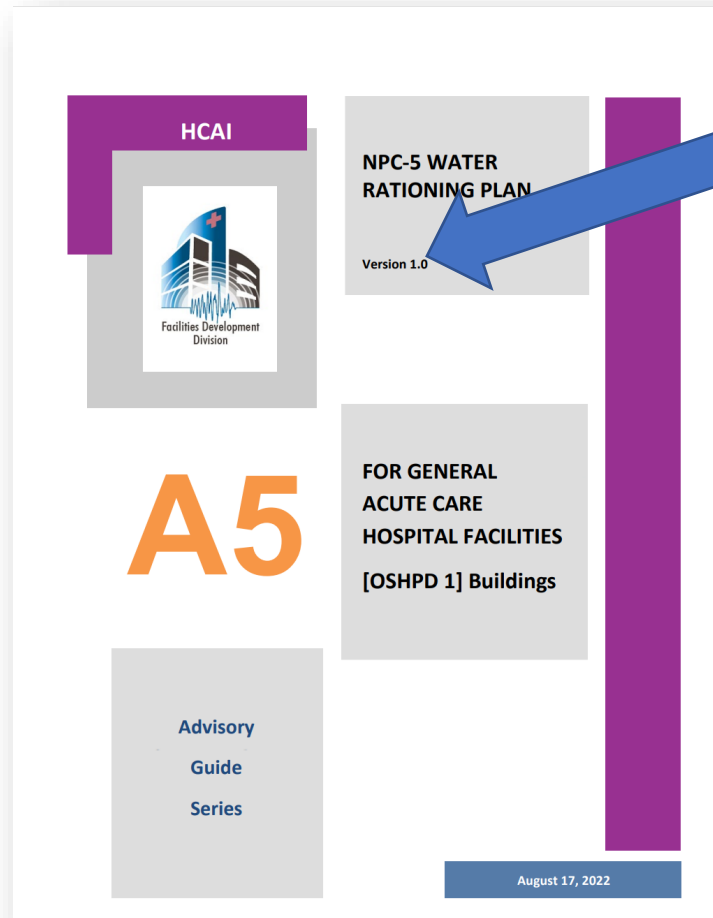 HCAI
NPC-5 WATER
RATIONING PLAN
Version 1.0
Facilities Development
Division
A5
FOR GENERAL
ACUTE CARE
HOSPITAL FACILITIES
[OSHPD 1] Buildings
Advisory
Guide
Series
August 17, 2022